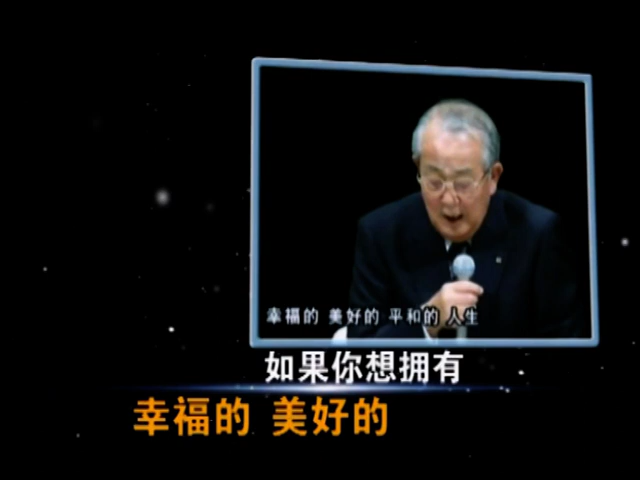 幸福的 美好的 平和的 人生
如果你想拥有
幸福的 美好的